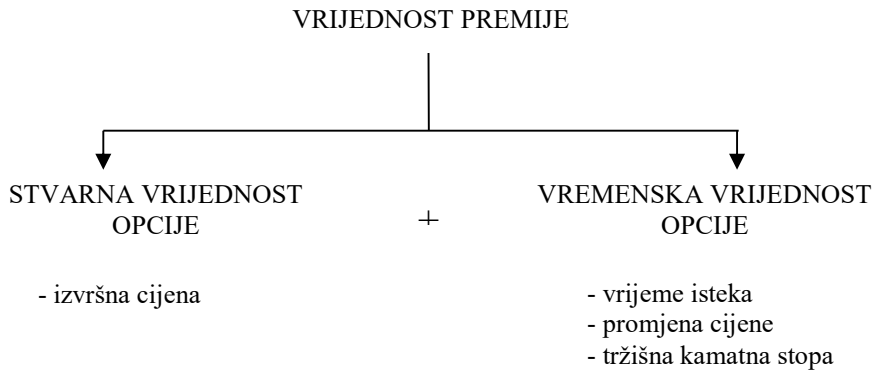 VRIJEDNOST PREMIJE
STVARNA VRIJEDNOST
OPCIJE
+
VREMENSKA VRIJEDNOST
OPCIJE
- izvršna cijena
- vrijeme isteka
- promjena cijene
- tržišna kamatna stopa